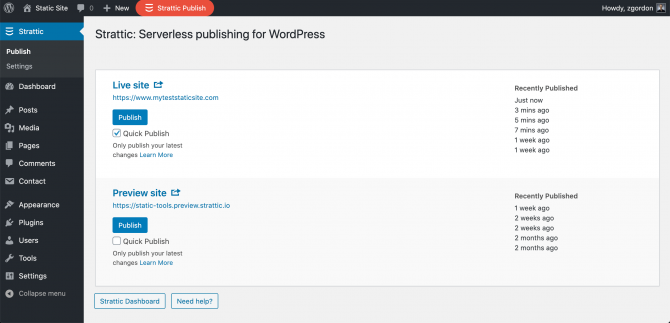 Static Site
0
New
Strattic Publish
Howdy, zgordon
Strattic
Publish
Settings
Dashboard
Posts
Media
Pages
Comments
Contact
Appearance
Plugins
Users
Tools
Settings
Collapse menu
Strattic: Serverless publishing for WordPress
Live site
https://www.myteststaticsite.com
Publish
Quick Publish
Only publish your latest
changes Learn More
Recently Published
Just now
3 mins ago
5 mins ago
7 mins ago
1 week ago
1 week ago
Preview site
https://static-tools.preview.strattic.io
Publish
Quick Publish
Only publish your latest
changes Learn More
Recently Published
1 week ago
2 weeks ago
2 weeks ago
2 months ago
2 months ago
Strattic Dashboard
Need help?